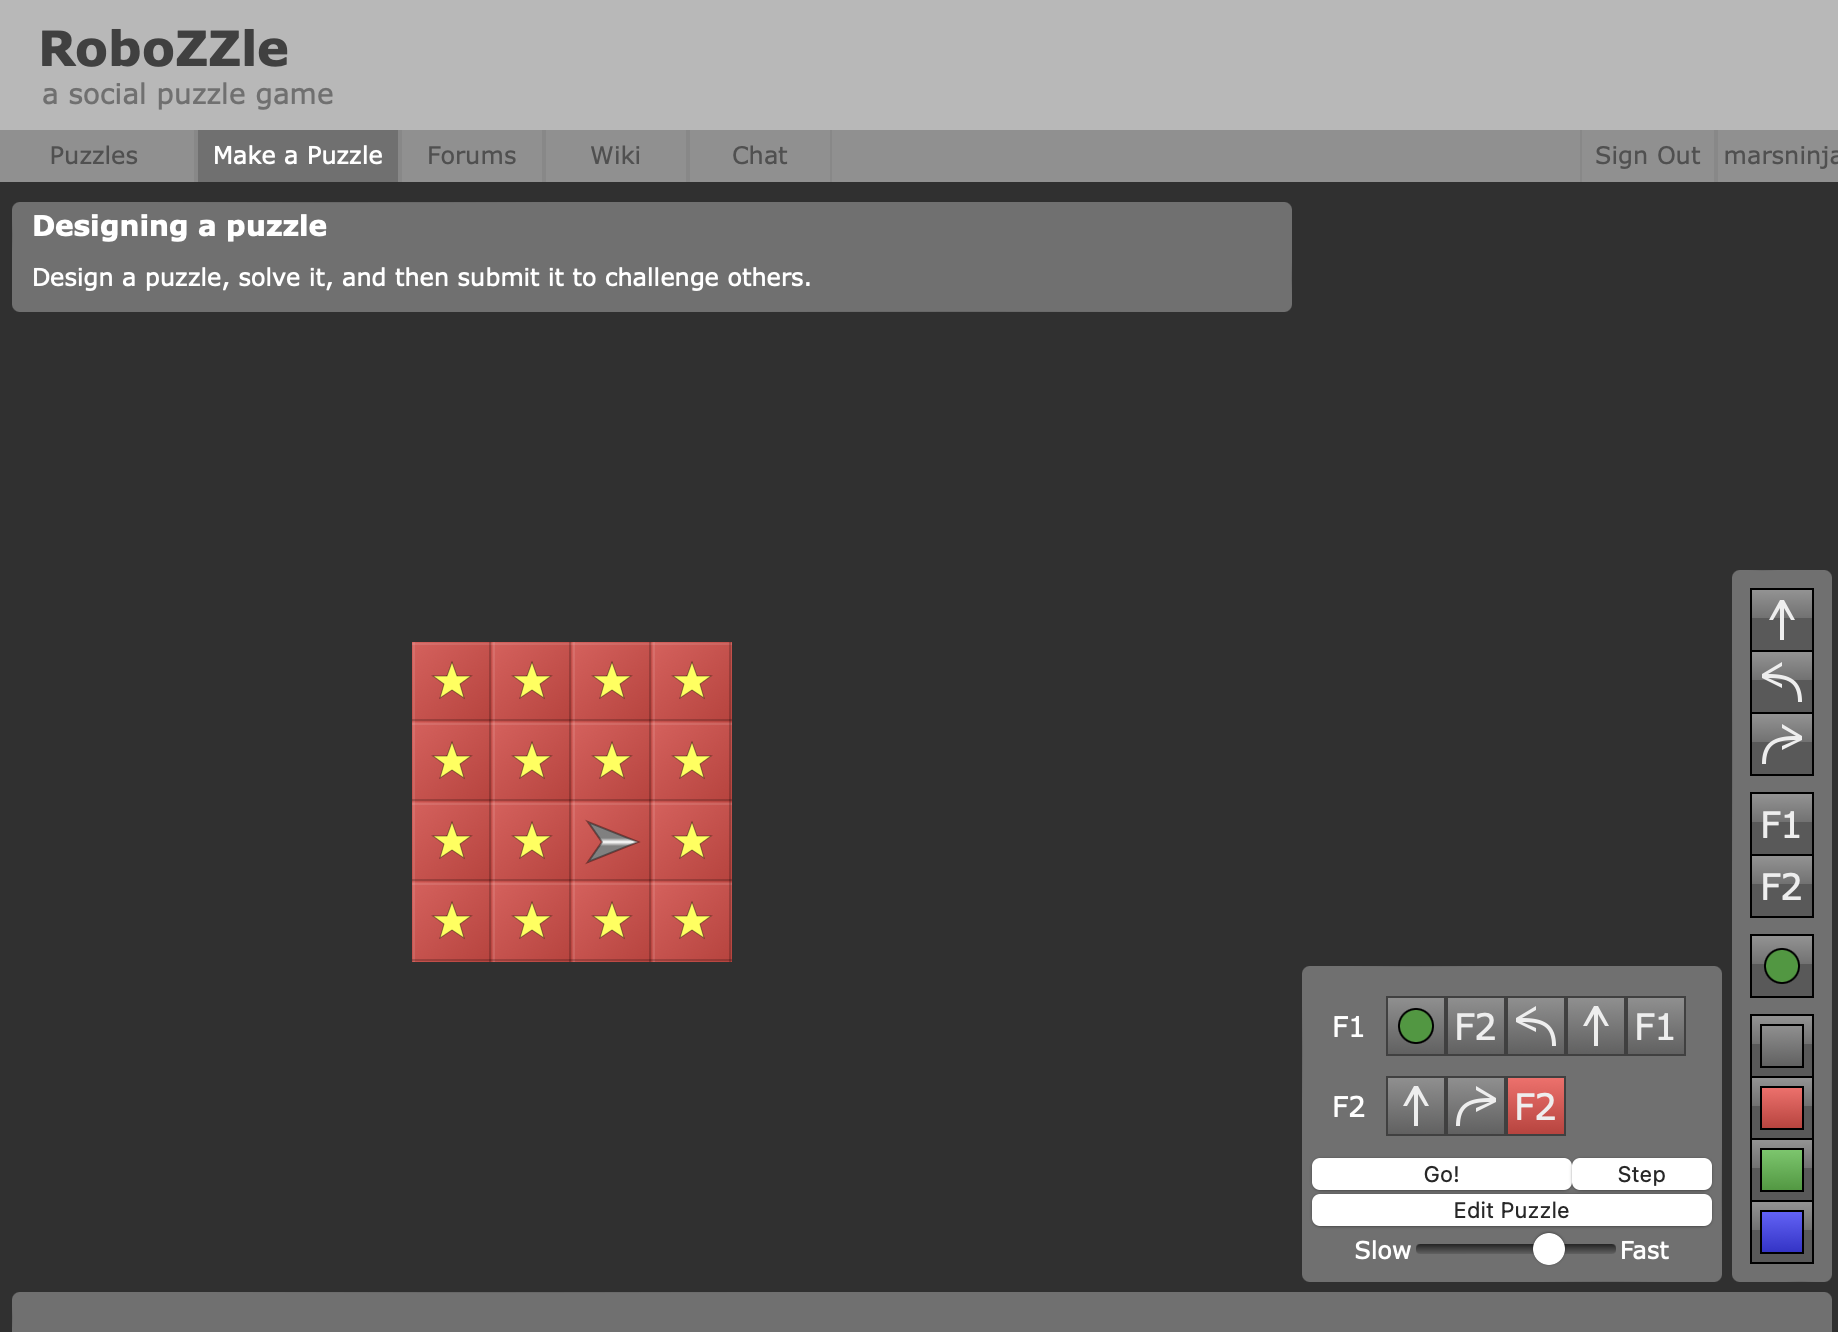 RoboZZle
a social puzzle game
Puzzles Make a Puzzle Forums Wiki Chat Sign Out marsninja
Designing a puzzle
Design a puzzle, solve it, and then submit it to challenge others.
F1
F2
F1 F2 F1
F2 F2
Go! Step
Edit Puzzle
Slow Fast